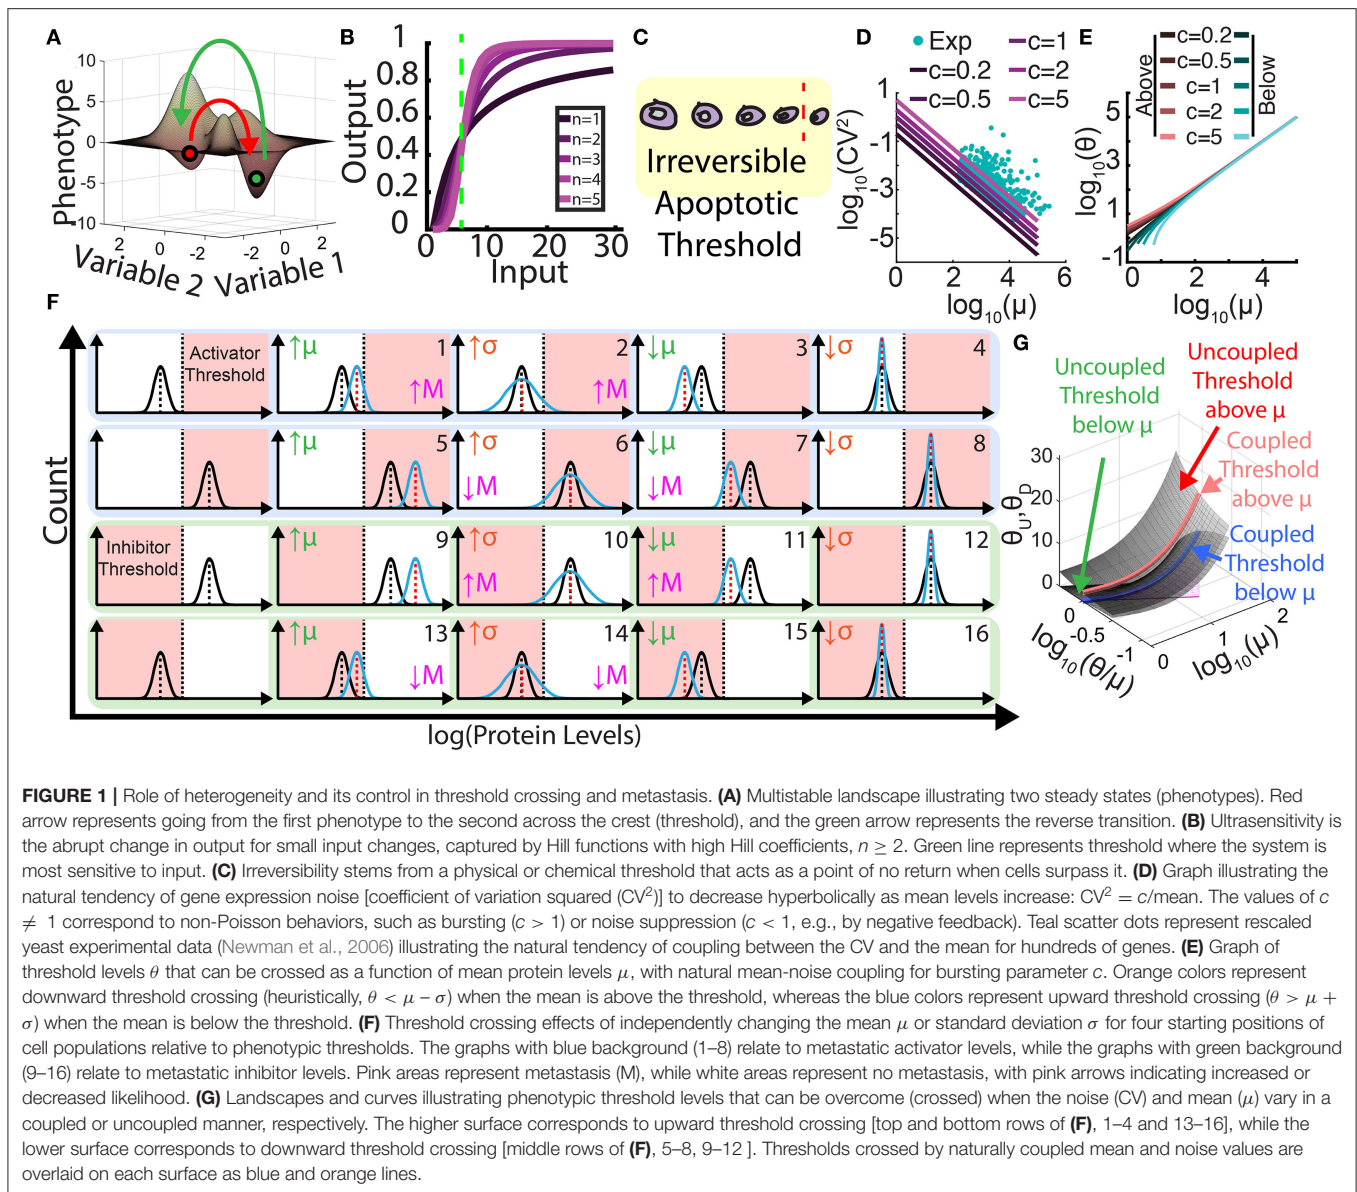 A
Phenotype
10
5
0
-5
-10
2
0
-2
Variable 2
-2
0
2
Variable 1
B
Output
1
0.8
0.6
0.4
0.2
0
0
10
20
30
Input
n=1
n=2
n=3
n=4
n=5
C
Irreversible
Apoptotic
Threshold
D
Exp
c=0.2
c=0.5
c=1
c=2
c=5
log₁₀(CV²)
-1
-3
-5
0
2
4
6
log₁₀(μ)
E
Above
c=0.2
c=0.5
c=1
c=2
c=5
Below
log₁₀(θ)
5
3
1
-1
0
2
4
log₁₀(μ)
F
Count
Activator
Threshold
↑μ 1
↑M
↑σ 2
↑M
↓μ 3
↓σ 4
↑μ 5
↑σ 6
↓M
↓μ 7
↓M
↓σ 8
Inhibitor
Threshold
↑μ 9
↑σ 10
↑M
↓μ 11
↑M
↓σ 12
↑μ 13
↓M
↑σ 14
↓M
↓μ 15
↓σ 16
log(Protein Levels)
G
Uncoupled
Threshold
below μ
Uncoupled
Threshold
above μ
Coupled
Threshold
above μ
Coupled
Threshold
below μ
θU,θD
30
20
10
0
0
-0.5
-1
log₁₀(θ/μ)
0
1
2
log₁₀(μ)
FIGURE 1 | Role of heterogeneity and its control in threshold crossing and metastasis. (A) Multistable landscape illustrating two steady states (phenotypes). Red
arrow represents going from the first phenotype to the second across the crest (threshold), and the green arrow represents the reverse transition. (B) Ultrasensitivity is
the abrupt change in output for small input changes, captured by Hill functions with high Hill coefficients, n ≥ 2. Green line represents threshold where the system is
most sensitive to input. (C) Irreversibility stems from a physical or chemical threshold that acts as a point of no return when cells surpass it. (D) Graph illustrating the
natural tendency of gene expression noise [coefficient of variation squared (CV²)] to decrease hyperbolically as mean levels increase: CV² = c/mean. The values of c
≠ 1 correspond to non-Poisson behaviors, such as bursting (c > 1) or noise suppression (c < 1, e.g., by negative feedback). Teal scatter dots represent rescaled
yeast experimental data (Newman et al., 2006) illustrating the natural tendency of coupling between the CV and the mean for hundreds of genes. (E) Graph of
threshold levels θ that can be crossed as a function of mean protein levels μ, with natural mean-noise coupling for bursting parameter c. Orange colors represent
downward threshold crossing (heuristically, θ < μ – σ) when the mean is above the threshold, whereas the blue colors represent upward threshold crossing (θ > μ +
σ) when the mean is below the threshold. (F) Threshold crossing effects of independently changing the mean μ or standard deviation σ for four starting positions of
cell populations relative to phenotypic thresholds. The graphs with blue background (1–8) relate to metastatic activator levels, while the graphs with green background
(9–16) relate to metastatic inhibitor levels. Pink areas represent metastasis (M), while white areas represent no metastasis, with pink arrows indicating increased or
decreased likelihood. (G) Landscapes and curves illustrating phenotypic threshold levels that can be overcome (crossed) when the noise (CV) and mean (μ) vary in a
coupled or uncoupled manner, respectively. The higher surface corresponds to upward threshold crossing [top and bottom rows of (F), 1–4 and 13–16], while the
lower surface corresponds to downward threshold crossing [middle rows of (F), 5–8, 9–12 ]. Thresholds crossed by naturally coupled mean and noise values are
overlaid on each surface as blue and orange lines.